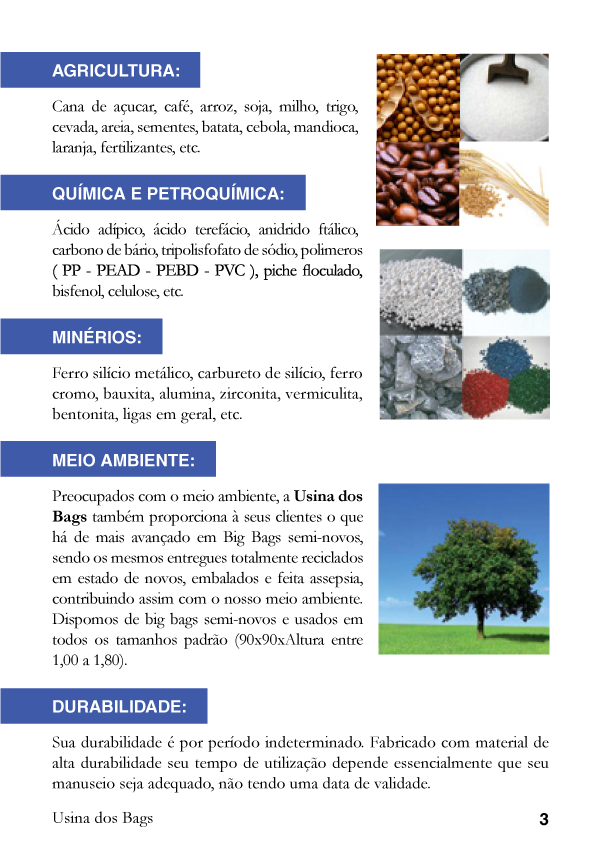 AGRICULTURA:
Cana de açucar, café, arroz, soja, milho, trigo,
cevada, areia, sementes, batata, cebola, mandioca,
laranja, fertilizantes, etc.
QUÍMICA E PETROQUÍMICA:
Ácido adípico, ácido terefácio, anidrido ftálico,
carbono de bário, tripolisfofato de sódio, polimeros
( PP - PEAD - PEBD - PVC ), piche floculado,
bisfenol, celulose, etc.
MINÉRIOS:
Ferro silício metálico, carbureto de silício, ferro
cromo, bauxita, alumina, zirconita, vermiculita,
bentonita, ligas em geral, etc.
MEIO AMBIENTE:
Preocupados com o meio ambiente, a Usina dos
Bags também proporciona à seus clientes o que
há de mais avançado em Big Bags semi-novos,
sendo os mesmos entregues totalmente reciclados
em estado de novos, embalados e feita assepsia,
contribuindo assim com o nosso meio ambiente.
Dispomos de big bags semi-novos e usados em
todos os tamanhos padrão (90x90xAltura entre
1,00 a 1,80).
DURABILIDADE:
Sua durabilidade é por período indeterminado. Fabricado com material de
alta durabilidade seu tempo de utilização depende essencialmente que seu
manuseio seja adequado, não tendo uma data de validade.
Usina dos Bags 3